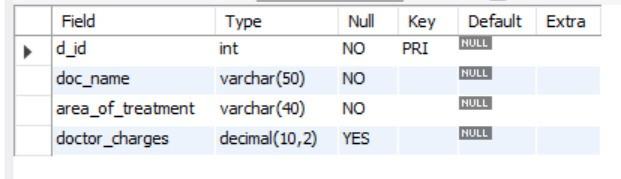 Field Type Null Key Default Extra
d_id int NO PRI NULL
doc_name varchar(50) NO NULL
area_of_treatment varchar(40) NO NULL
doctor_charges decimal(10,2) YES NULL